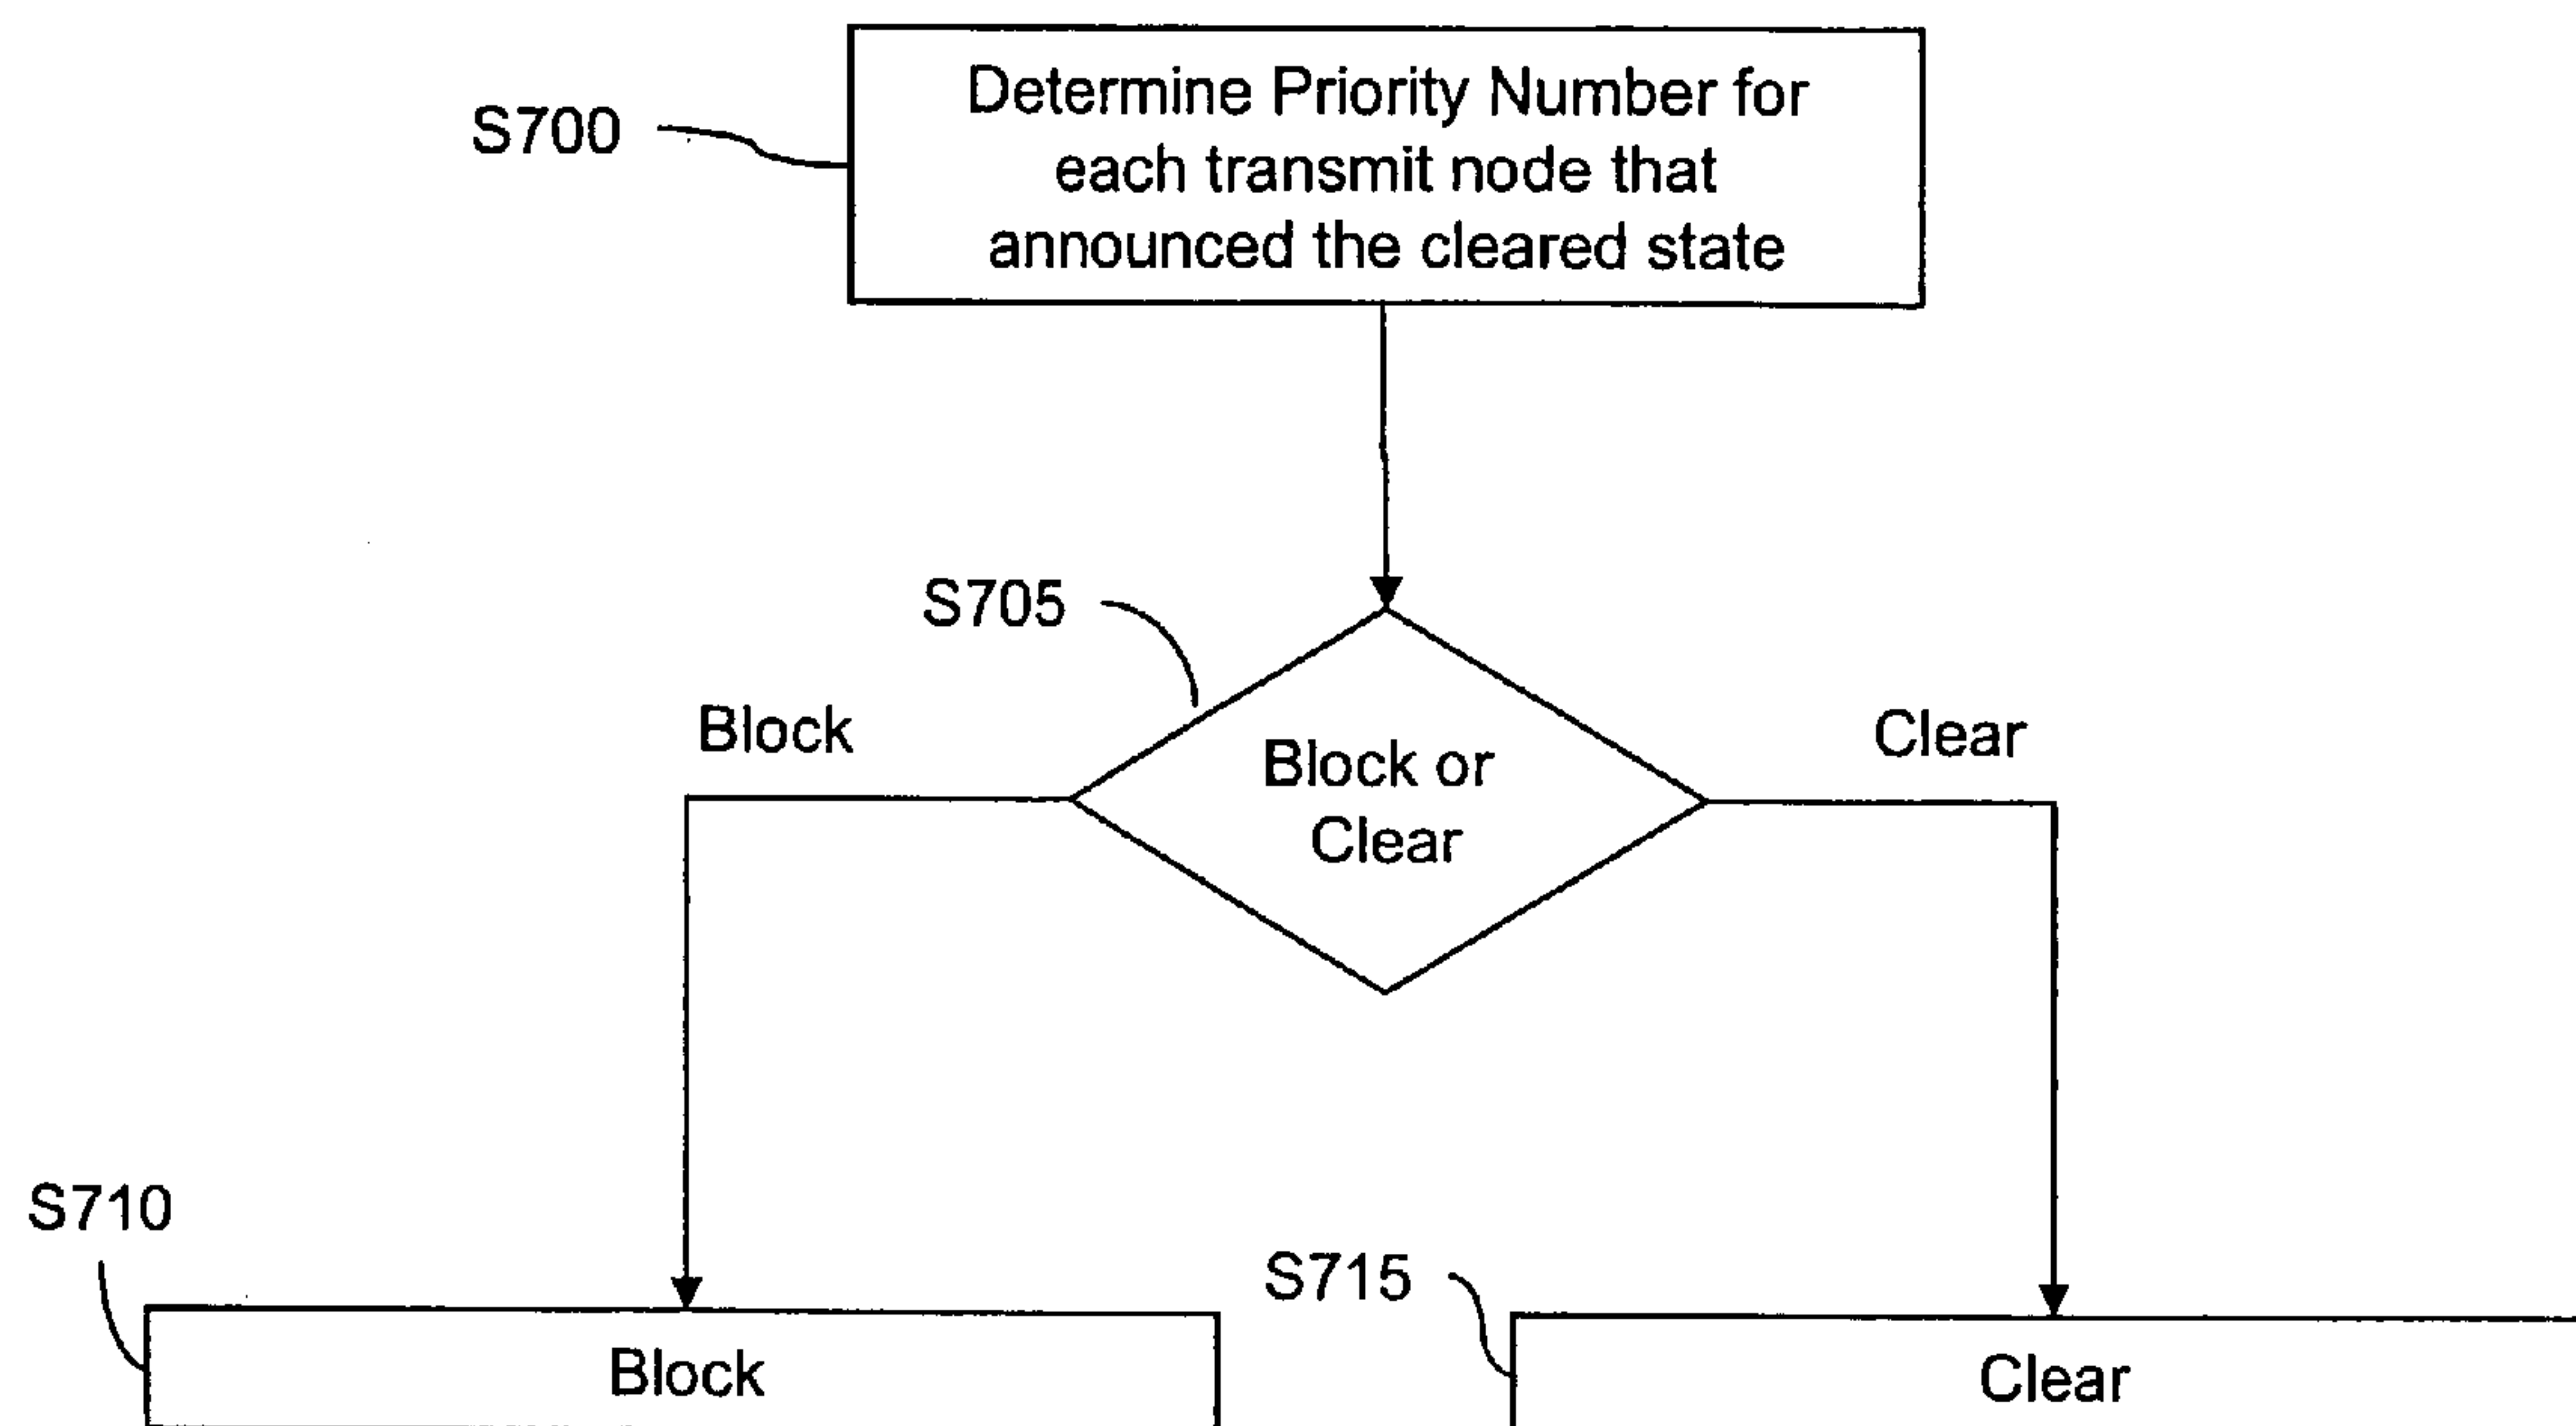 S700
Determine Priority Number for
each transmit node that
announced the cleared state
S705
Block
Block or
Clear
Clear
S710
Block
S715
Clear